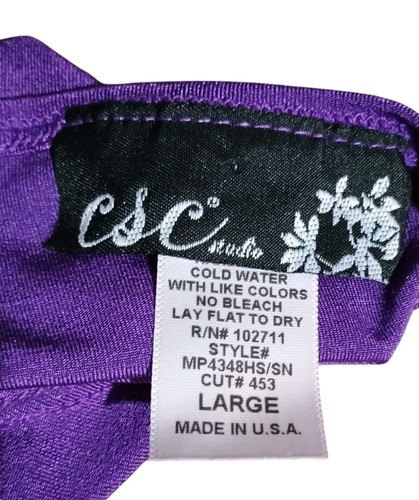 CSC
studio
COLD WATER
WITH LIKE COLORS
NO BLEACH
LAY FLAT TO DRY
R/N# 102711
STYLE#
MP4348HS/SN
CUT# 453
LARGE
MADE IN U.S.A.